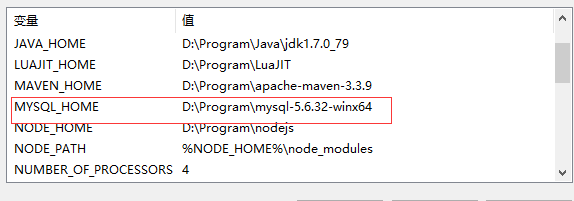 变量 值
JAVA_HOME D:\Program\Java\jdk1.7.0_79
LUAJIT_HOME D:\Program\LuaJIT
MAVEN_HOME D:\Program\apache-maven-3.3.9
MYSQL_HOME D:\Program\mysql-5.6.32-winx64
NODE_HOME D:\Program\nodejs
NODE_PATH %NODE_HOME%\node_modules
NUMBER_OF_PROCESSORS 4